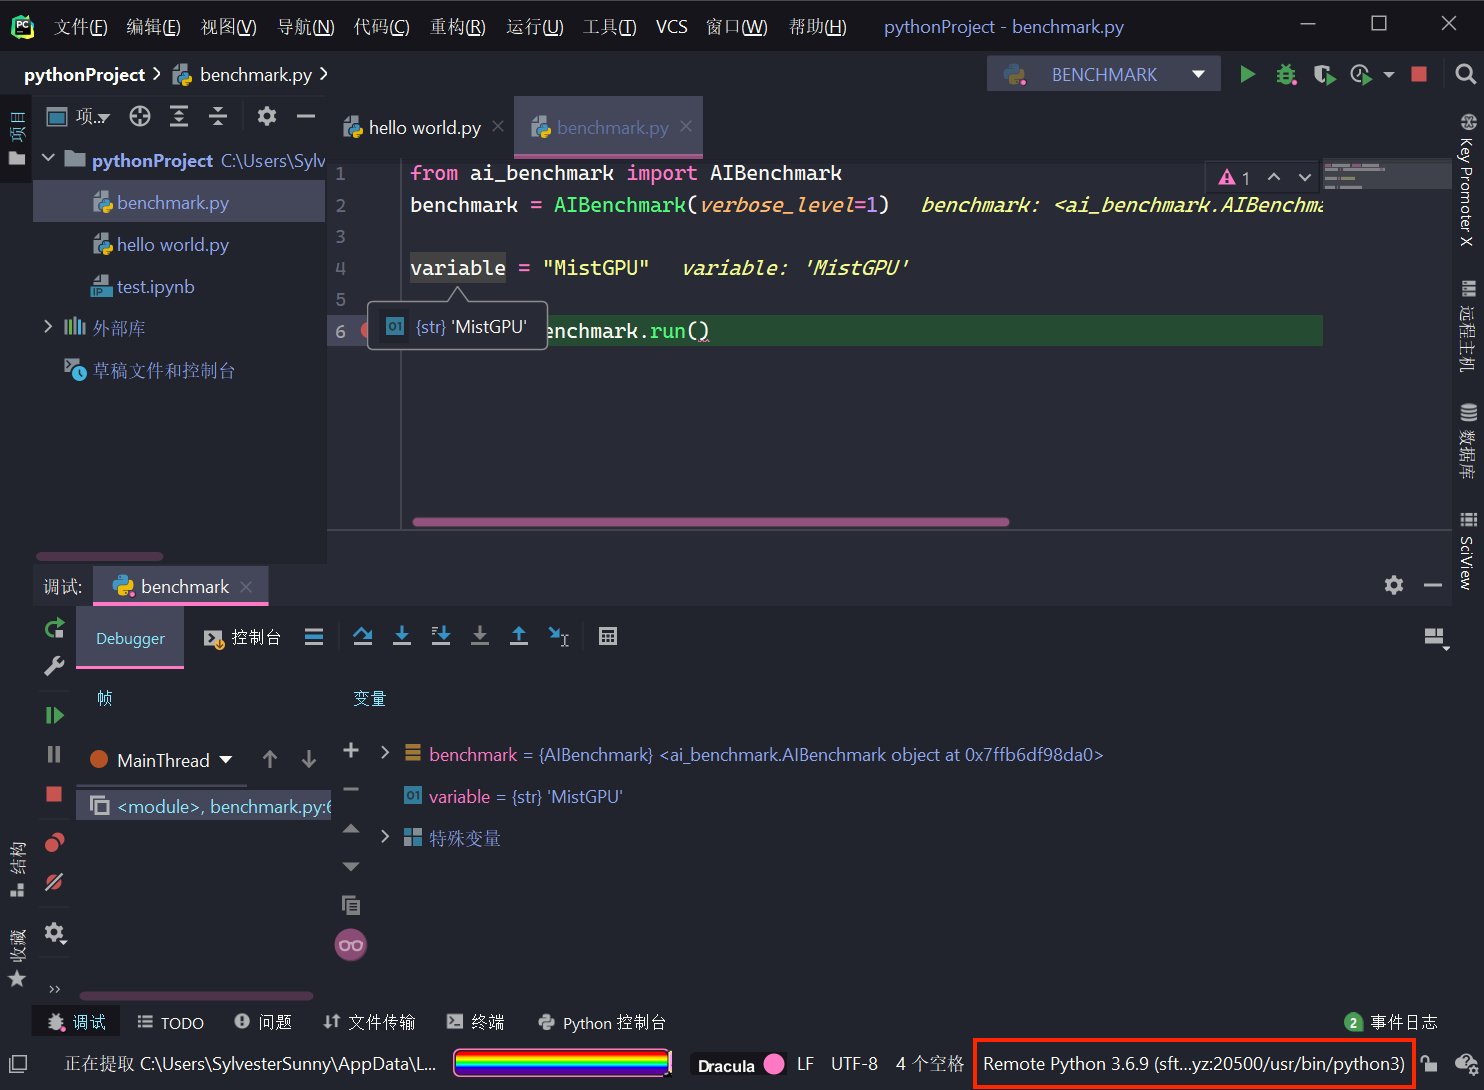 文件(F) 编辑(E) 视图(V) 导航(N) 代码(C) 重构(R) 运行(U) 工具(T) VCS 窗口(W) 帮助(H) pythonProject - benchmark.py
pythonProject benchmark.py BENCHMARK
项...
hello world.py benchmark.py
项目
pythonProject C:\Users\Sylv
benchmark.py
hello world.py
test.ipynb
外部库
草稿文件和控制台
1 from ai_benchmark import AIBenchmark
1
2 benchmark = AIBenchmark(verbose_level=1) benchmark: <ai_benchmark.AIBenchma
3
4 variable = "MistGPU" variable: 'MistGPU'
5
6 enchmark.run()
01 {str} 'MistGPU'
Key Promoter X
远程主机
数据库
SciView
调试: benchmark
Debugger 控制台
帧 变量
MainThread
<module>, benchmark.py:6
benchmark = {AIBenchmark} <ai_benchmark.AIBenchmark object at 0x7ffb6df98da0>
01 variable = {str} 'MistGPU'
特殊变量
结构
收藏
调试 TODO 问题 文件传输 终端 Python 控制台 2 事件日志
正在提取 C:\Users\SylvesterSunny\AppData\L... Dracula LF UTF-8 4 个空格 Remote Python 3.6.9 (sft...yz:20500/usr/bin/python3)